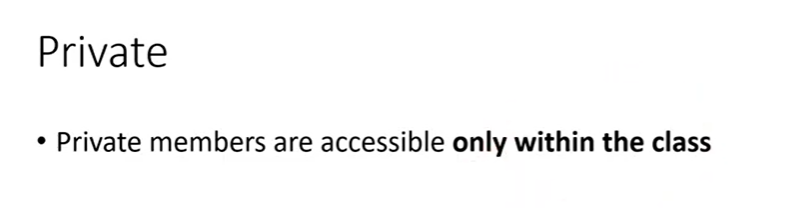 Private
• Private members are accessible only within the class